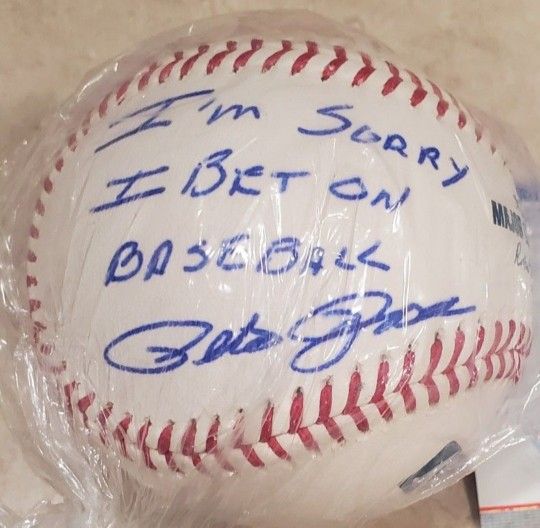 I'm SORRY
I BET ON
BASEBALL
Pete Rose
MAJOR